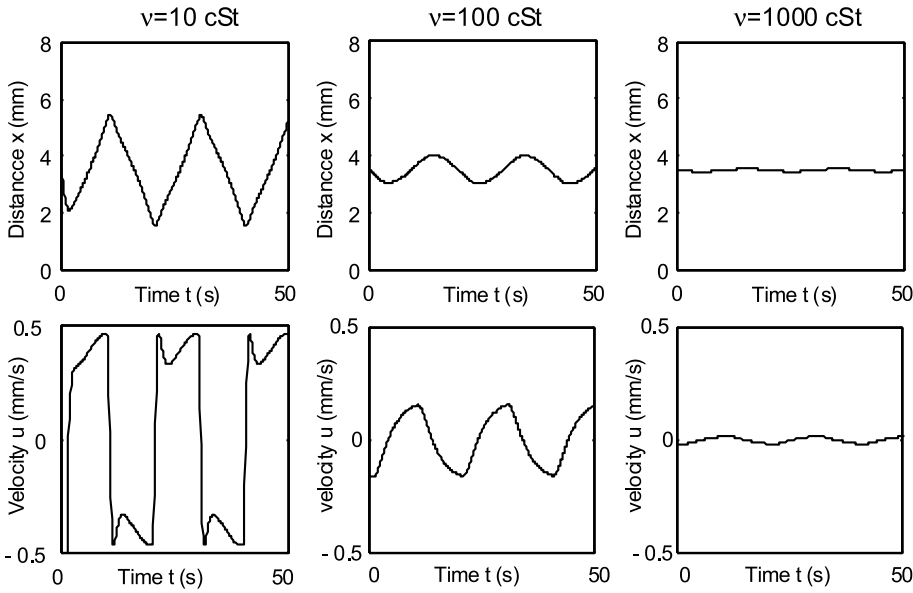 ν=10 cSt
ν=100 cSt
ν=1000 cSt
Distancce x (mm)
8
6
4
2
0
0
Time t (s)
50
Distancce x (mm)
8
6
4
2
0
0
Time t (s)
50
Distancce x (mm)
8
6
4
2
0
0
Time t (s)
50
Velocity u (mm/s)
0.5
0
- 0.5
0
Time t (s)
50
velocity u (mm/s)
0.5
0
- 0.5
0
Time t (s)
50
velocity u (mm/s)
0.5
0
- 0.5
0
Time t (s)
50